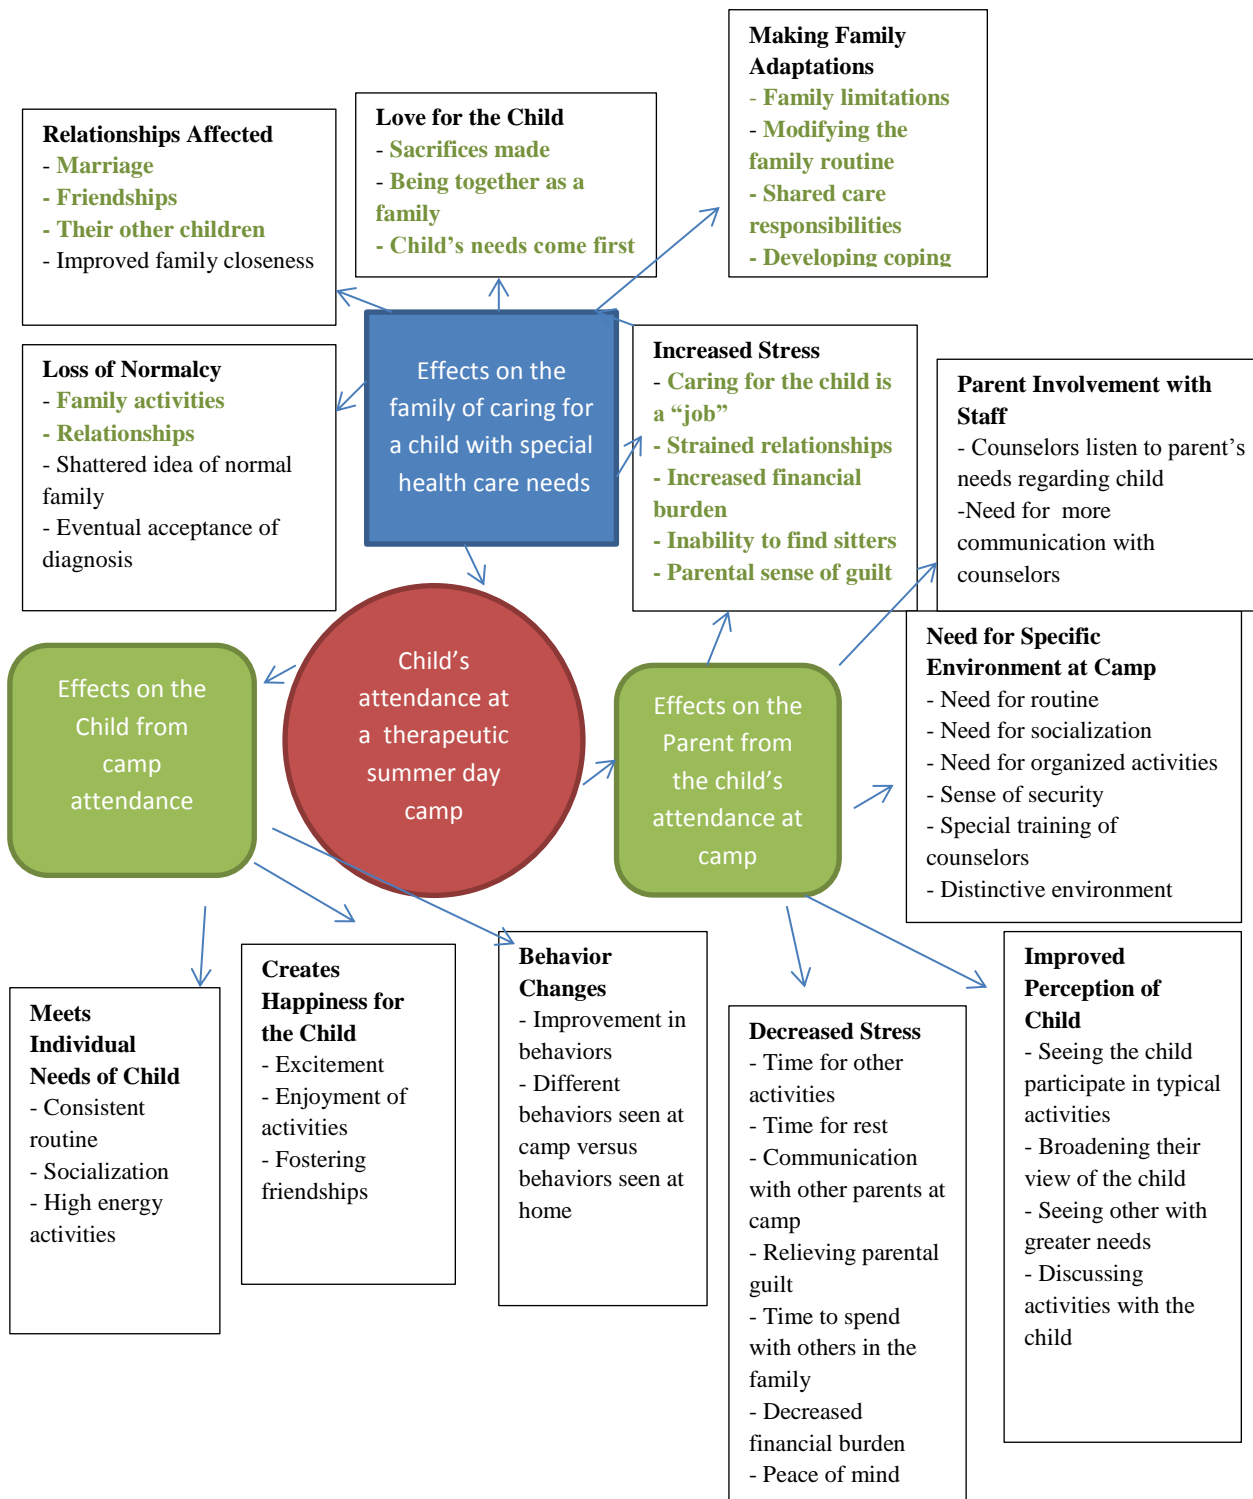 Making Family
Adaptations
- Family limitations
- Modifying the
family routine
- Shared care
responsibilities
- Developing coping
Love for the Child
- Sacrifices made
- Being together as a
family
- Child's needs come first
Relationships Affected
- Marriage
- Friendships
- Their other children
- Improved family closeness
Loss of Normalcy
- Family activities
- Relationships
- Shattered idea of normal
family
- Eventual acceptance of
diagnosis
Effects on the
family of caring for
a child with special
health care needs
Increased Stress
- Caring for the child is
a “job”
- Strained relationships
- Increased financial
burden
- Inability to find sitters
- Parental sense of guilt
Parent Involvement with
Staff
- Counselors listen to parent’s
needs regarding child
-Need for more
communication with
counselors
Need for Specific
Environment at Camp
- Need for routine
- Need for socialization
- Need for organized activities
- Sense of security
- Special training of
counselors
- Distinctive environment
Effects on the
Child from
camp
attendance
Child’s
attendance at
a therapeutic
summer day
camp
Effects on the
Parent from
the child’s
attendance at
camp
Meets
Individual
Needs of Child
- Consistent
routine
- Socialization
- High energy
activities
Creates
Happiness for
the Child
- Excitement
- Enjoyment of
activities
- Fostering
friendships
Behavior
Changes
- Improvement in
behaviors
- Different
behaviors seen at
camp versus
behaviors seen at
home
Decreased Stress
- Time for other
activities
- Time for rest
- Communication
with other parents at
camp
- Relieving parental
guilt
- Time to spend
with others in the
family
- Decreased
financial burden
- Peace of mind
Improved
Perception of
Child
- Seeing the child
participate in typical
activities
- Broadening their
view of the child
- Seeing other with
greater needs
- Discussing
activities with the
child